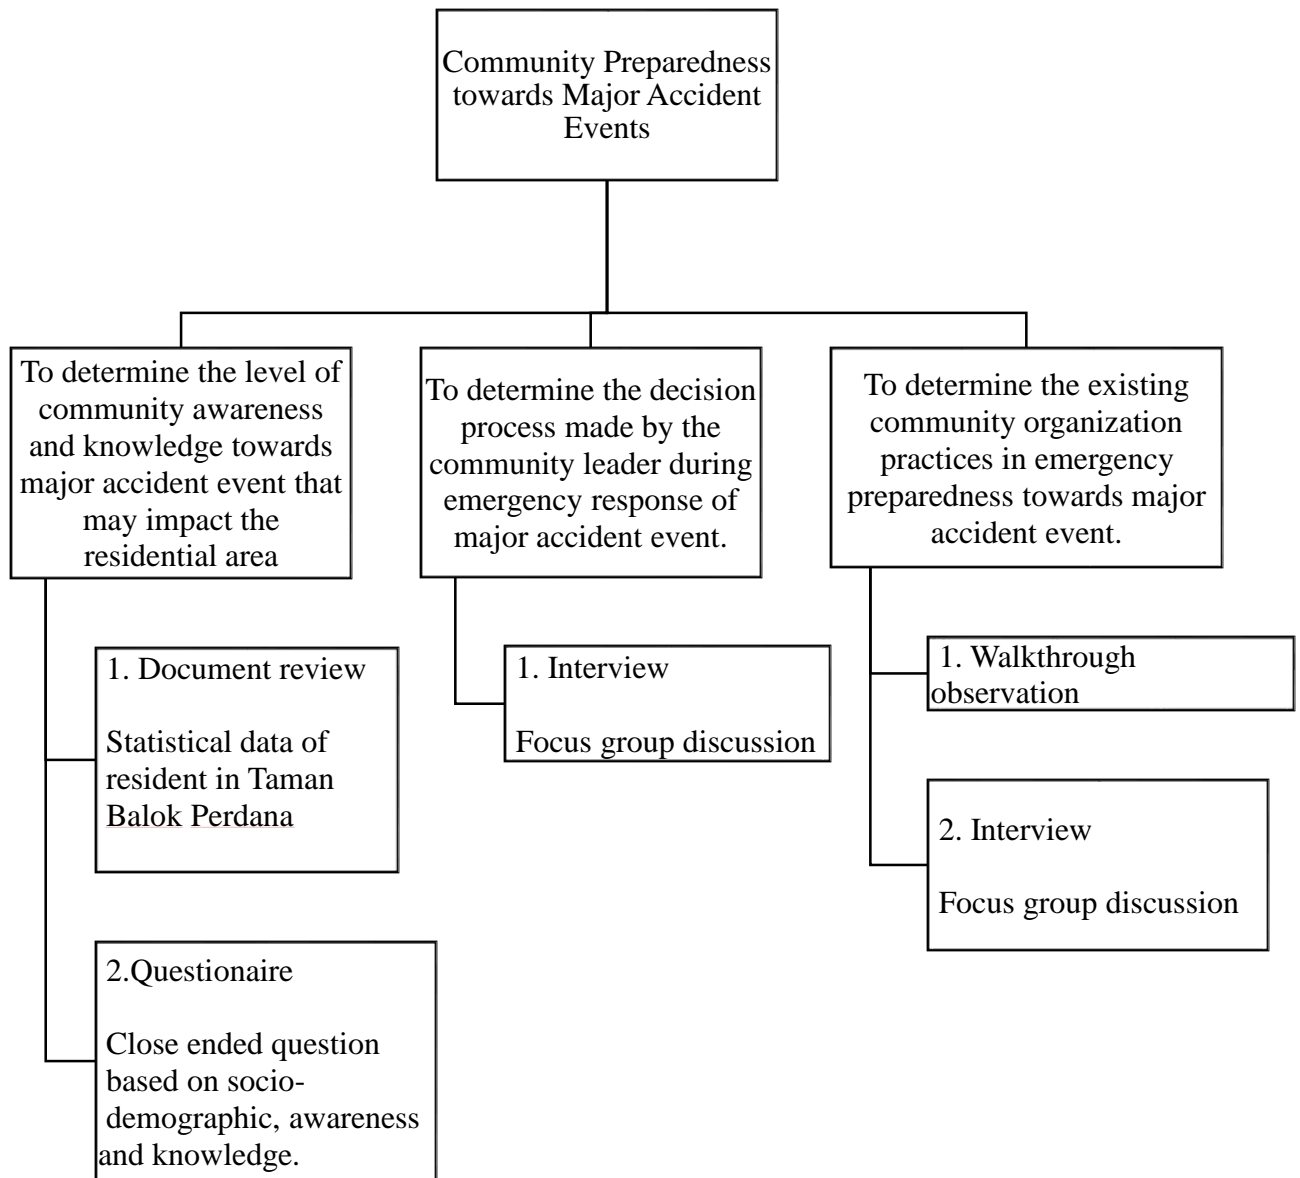 Community Preparedness
towards Major Accident
Events
To determine the level of
community awareness
and knowledge towards
major accident event that
may impact the
residential area
To determine the decision
process made by the
community leader during
emergency response of
major accident event.
To determine the existing
community organization
practices in emergency
preparedness towards major
accident event.
1. Document review
Statistical data of
resident in Taman
Balok Perdana
2.Questionaire
Close ended question
based on socio-
demographic, awareness
and knowledge.
1. Interview
Focus group discussion
1. Walkthrough
observation
2. Interview
Focus group discussion